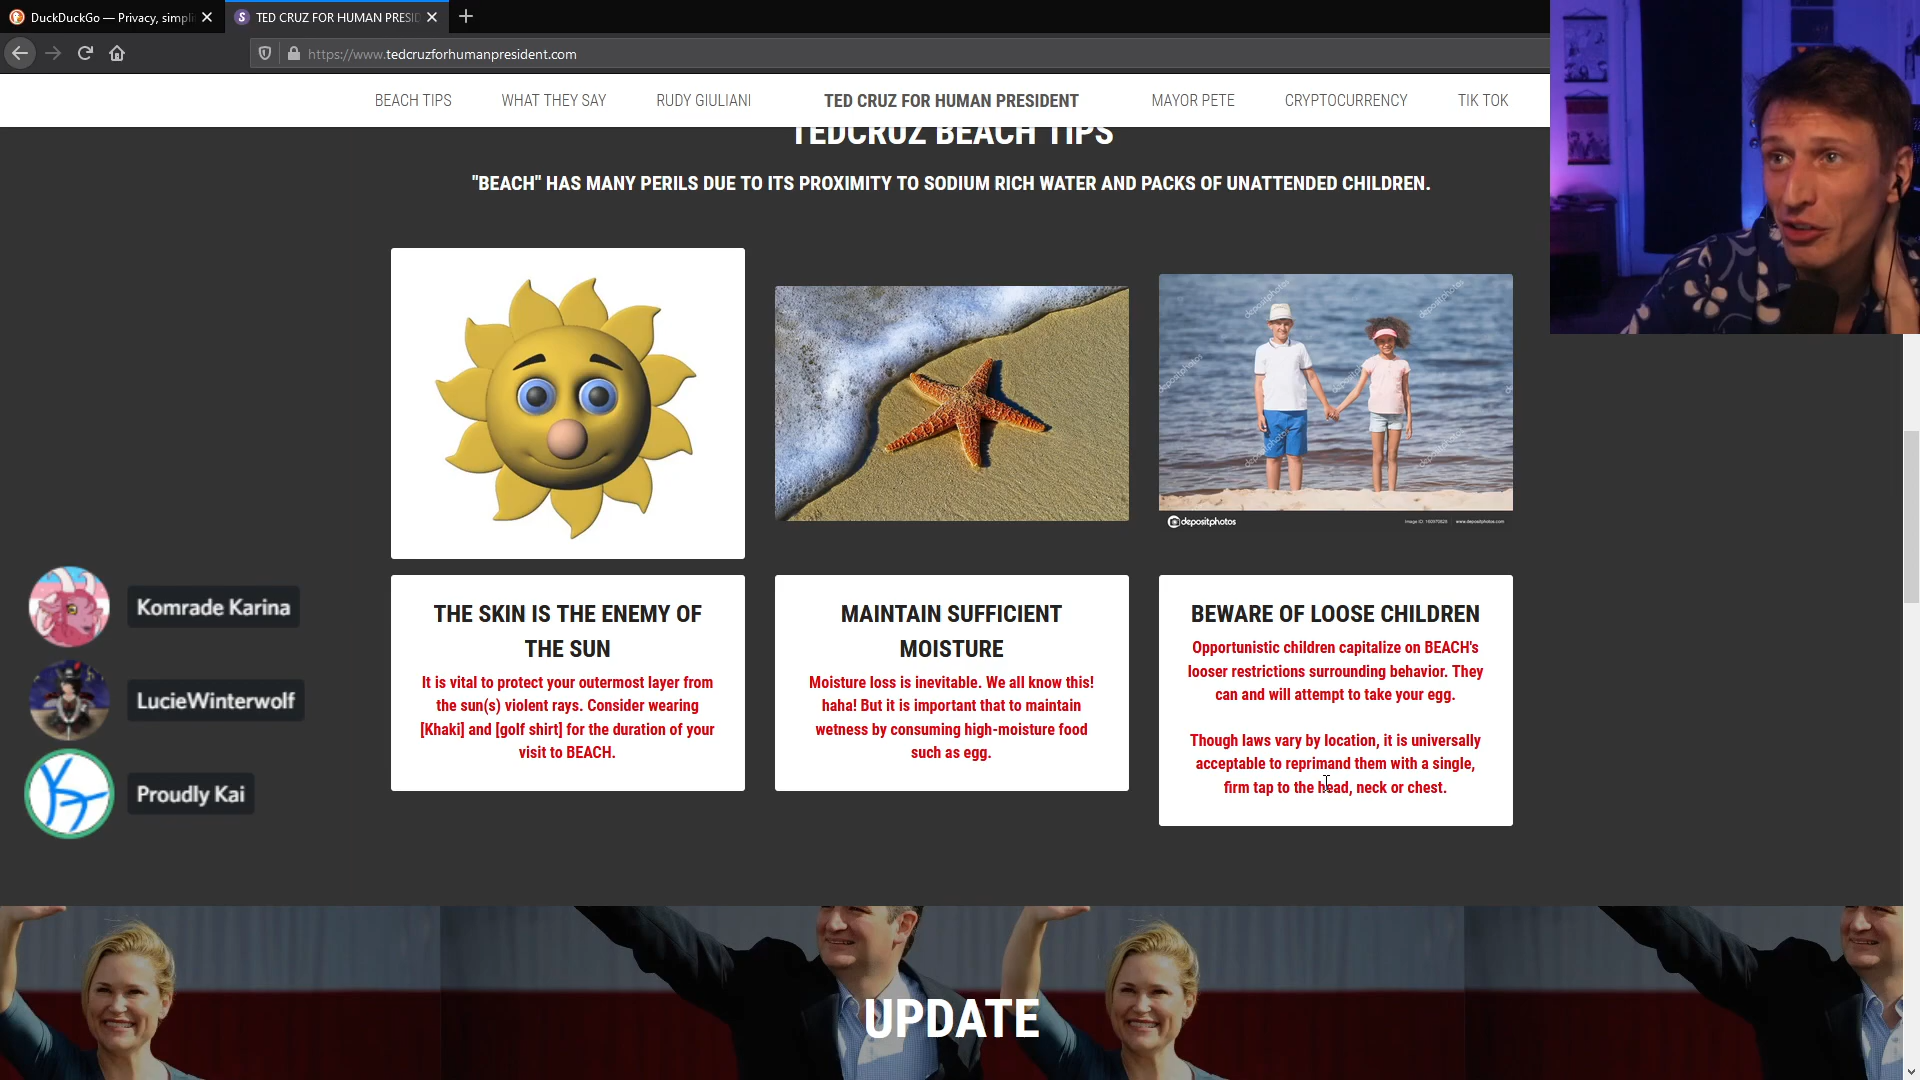 DuckDuckGo — Privacy, simpli
TED CRUZ FOR HUMAN PRESID
https://www.tedcruzforhumanpresident.com
BEACH TIPS
WHAT THEY SAY
RUDY GIULIANI
TED CRUZ FOR HUMAN PRESIDENT
MAYOR PETE
CRYPTOCURRENCY
TIK TOK
TEDCRUZ BEACH TIPS
"BEACH" HAS MANY PERILS DUE TO ITS PROXIMITY TO SODIUM RICH WATER AND PACKS OF UNATTENDED CHILDREN.
depositphotos
depositphotos
depositphotos
www.depositphotos.com
THE SKIN IS THE ENEMY OF
THE SUN
It is vital to protect your outermost layer from
the sun(s) violent rays. Consider wearing
[Khaki] and [golf shirt] for the duration of your
visit to BEACH.
MAINTAIN SUFFICIENT
MOISTURE
Moisture loss is inevitable. We all know this!
haha! But it is important that to maintain
wetness by consuming high-moisture food
such as egg.
BEWARE OF LOOSE CHILDREN
Opportunistic children capitalize on BEACH's
looser restrictions surrounding behavior. They
can and will attempt to take your egg.
Though laws vary by location, it is universally
acceptable to reprimand them with a single,
firm tap to the head, neck or chest.
Komrade Karina
LucieWinterwolf
Proudly Kai
UPDATE